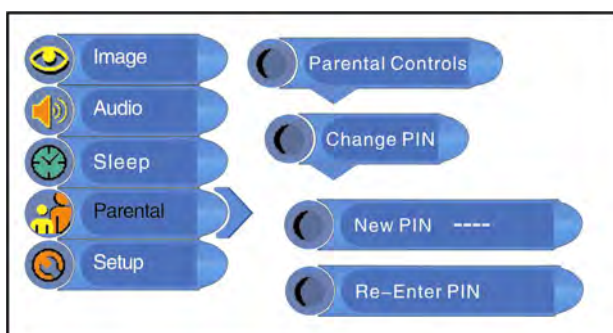 Image
Audio
Sleep
Parental
Setup
Parental Controls
Change PIN
New PIN ----
Re-Enter PIN